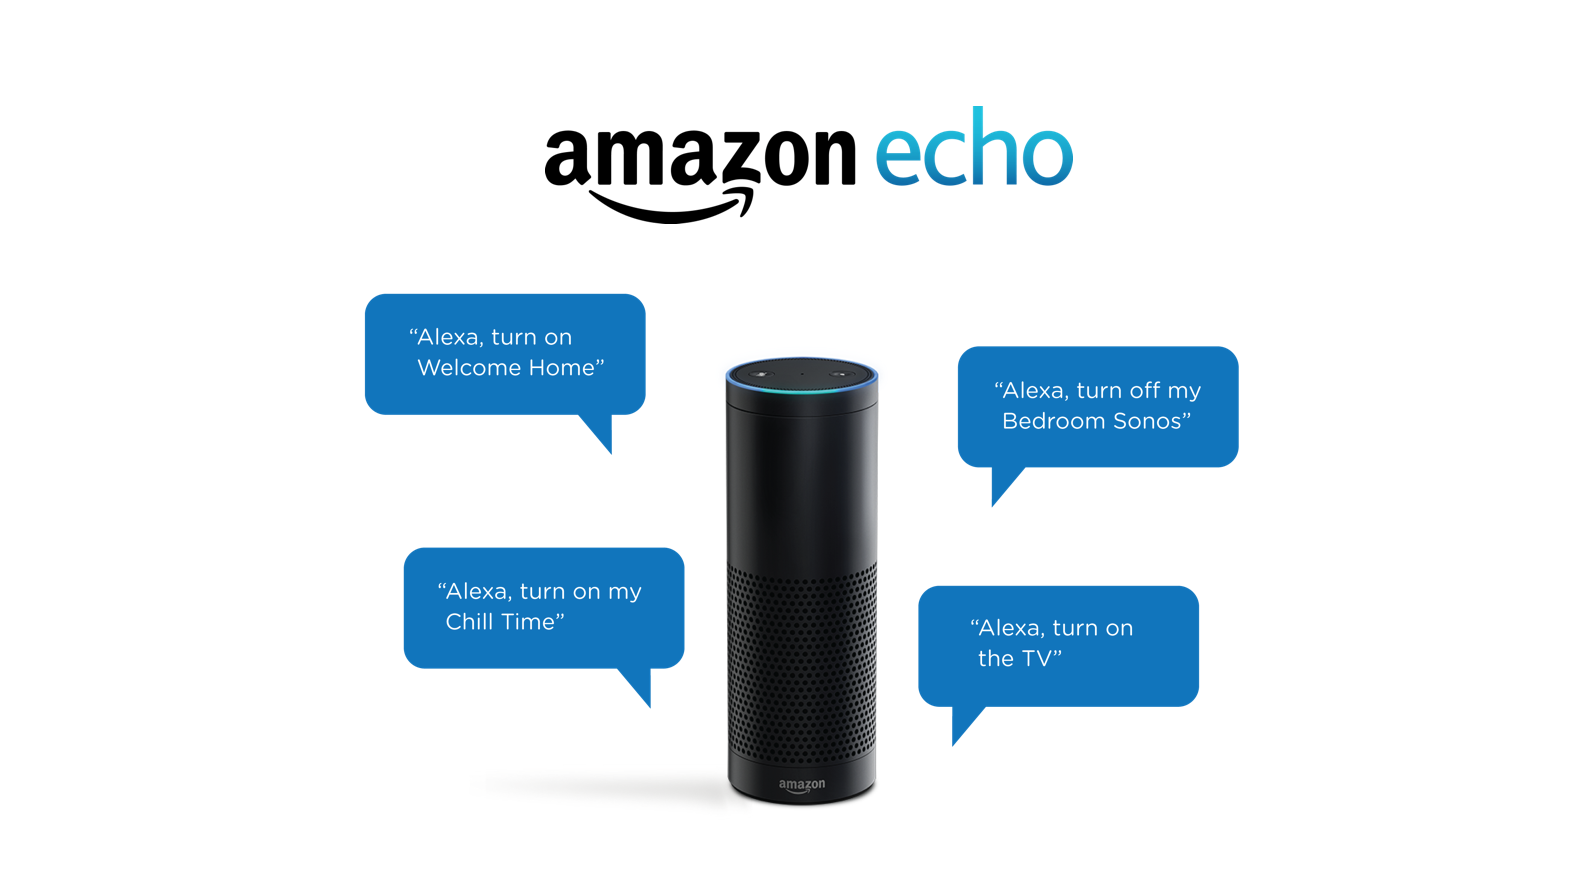 amazon echo
“Alexa, turn on
Welcome Home”
“Alexa, turn off my
Bedroom Sonos”
“Alexa, turn on my
Chill Time”
“Alexa, turn on
the TV”
amazon